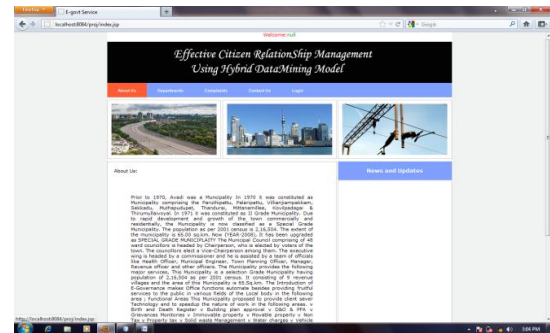 Firefox
E-govt Service
localhost:8084/proj/index.jsp
Google
Welcome null
Effective Citizen RelationShip Management
Using Hybrid DataMining Model
About Us
Departments
Complaints
Contact Us
Login
About Us:
News and Updates
Prior to 1970, Avadi was a Municipality In 1970 it was constituted as
Municipality comprising the Paruthipattu, Palaripattu, Villanjampakkam,
Sekkadu, Muthapudupet, Thandurai, Mittanamillee, Kovilpadagai &
Thirumullaivoyal. In 1971 it was constituted as II Grade Municipality. Due
to rapid development and growth of the town commercially and
residentially, the Municipality is now classified as a Special Grade
Municipality. The population as per 2001 census is 2,16,504. The extent of
the municipality is 65.00 sq.km. Now (YEAR-2008), It has been upgraded
as SPECIAL GRADE MUNICIPLAITY The Municipal Council comprising of 48
ward councillors is headed by Chairperson, who is elected by voters of the
town. The councillors elect a vice-Chairperson among them. The executive
wing is headed by a commissioner and he is assisted by a team of officials
like Health Officer, Municipal Engineer, Town Planning Officer, Manager,
Revenue officer and other officers. The Municipality provides the following
major services, This Municipality is a selection Grade Municipality having
population of 2,16,504 as per 2001 census. It consisting of 9 revenue
villages and the area of the Municipality is 65.5q.km. The Introduction of
E-Governance makes Office functions automate besides providing fruitful
services to the public in various fields of the Local body in the following
area ; Functional Areas This Municipality proposed to provide client sever
Technology and to speedup the nature of work in the following areas. v
Birth and Death Register v Building plan approval v O&D & PFA v
Grievances Monitories v Immovable property v Movable property v Non
Tax v Property tax v Solid waste Management v Water charges v Vehicle
http://localhost:8084/proj/index.jsp
3:04 PM